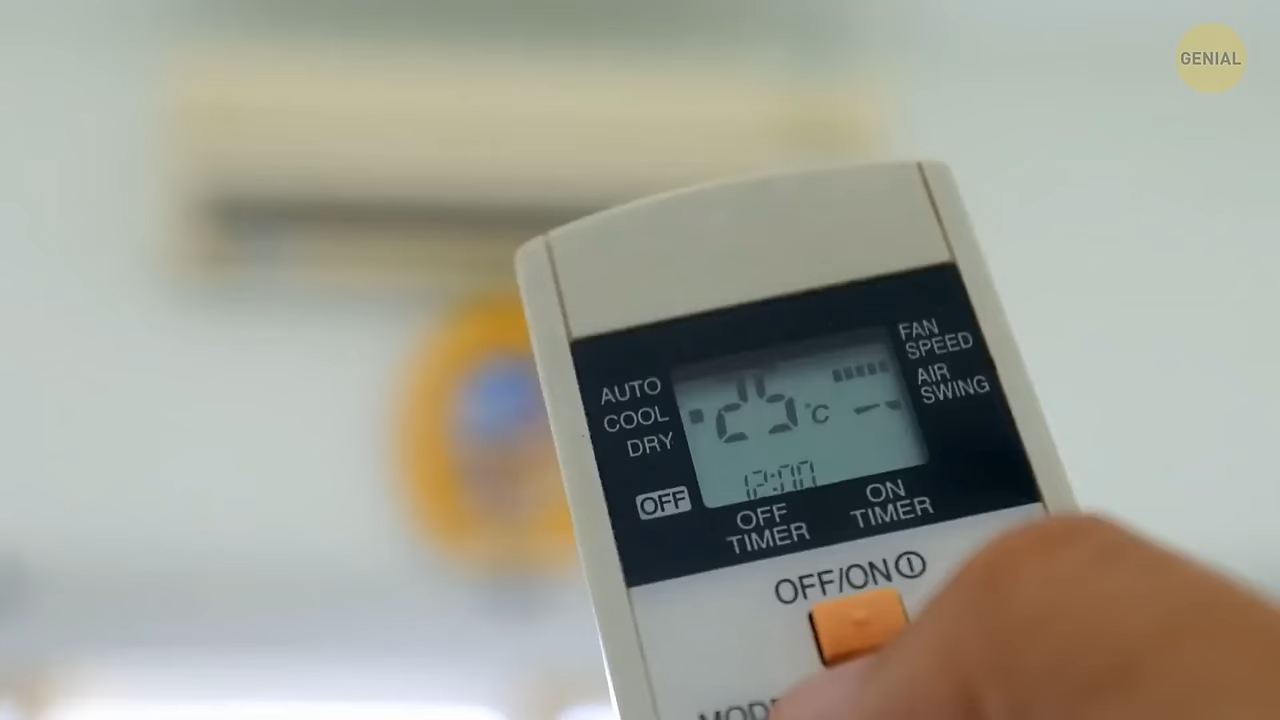 GENIAL
FAN
SPEED
AIR
SWING
AUTO
COOL
DRY
OFF
25 °C
12:00
OFF
TIMER
ON
TIMER
OFF/ON